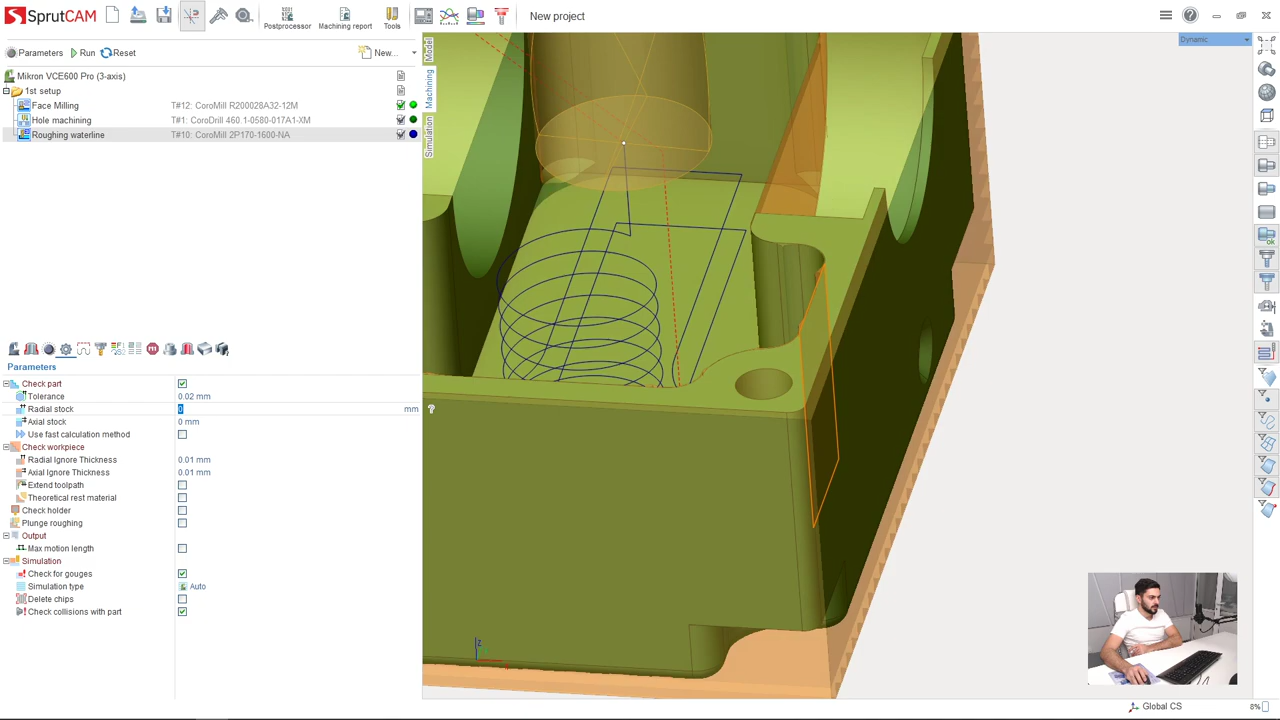 SprutCAM
Postprocessor
Machining report
Tools
New project
Parameters
Run
Reset
New...
Dynamic
Model
Machining
Simulation
Mikron VCE600 Pro (3-axis)
1st setup
Face Milling T#12: CoroMill R200028A32-12M
Hole machining T#1: CoroDrill 460.1-0580-017A1-XM
Roughing waterline T#10: CoroMill 2P170-1600-NA
Parameters
Check part
Tolerance 0.02 mm
Radial stock 0 mm ?
Axial stock 0 mm
Use fast calculation method
Check workpiece
Radial Ignore Thickness 0.01 mm
Axial Ignore Thickness 0.01 mm
Extend toolpath
Theoretical rest material
Check holder
Plunge roughing
Output
Max motion length
Simulation
Check for gouges
Simulation type Auto
Delete chips
Check collisions with part
Z
Global CS
8%